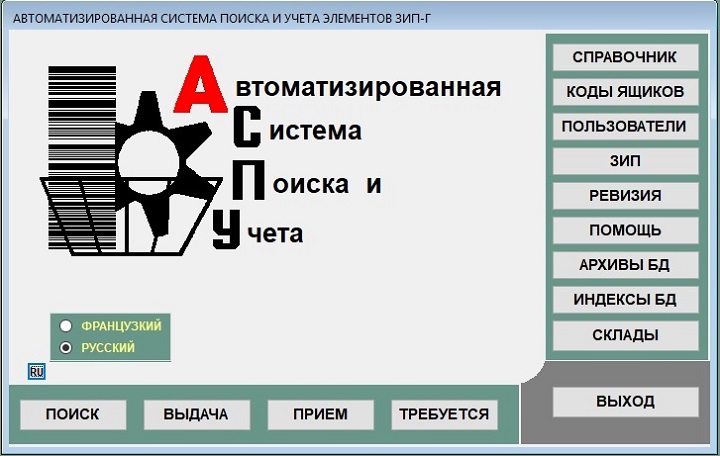 АВТОМАТИЗИРОВАННАЯ СИСТЕМА ПОИСКА И УЧЕТА ЭЛЕМЕНТОВ ЗИП-Г
Автоматизированная
Система
Поиска и
Учета
ФРАНЦУЗКИЙ
РУССКИЙ
RU
ПОИСК
ВЫДАЧА
ПРИЕМ
ТРЕБУЕТСЯ
СПРАВОЧНИК
КОДЫ ЯЩИКОВ
ПОЛЬЗОВАТЕЛИ
ЗИП
РЕВИЗИЯ
ПОМОЩЬ
АРХИВЫ БД
ИНДЕКСЫ БД
СКЛАДЫ
ВЫХОД